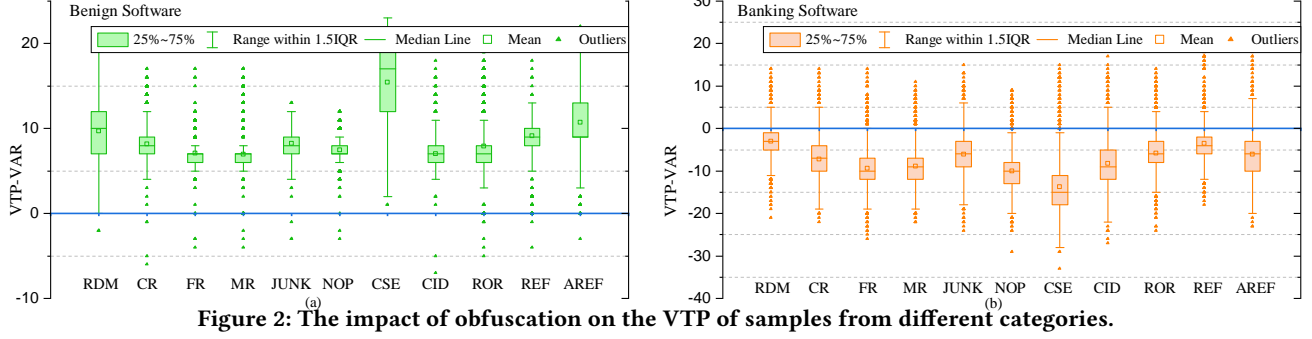 Benign Software
25%~75% Range within 1.5IQR Median Line Mean Outliers
VTP-VAR
20
10
0
-10
RDM CR FR MR JUNK NOP CSE CID ROR REF AREF
(a)
Banking Software
25%~75% Range within 1.5IQR Median Line Mean Outliers
VTP-VAR
20
10
0
-10
-20
-30
-40
RDM CR FR MR JUNK NOP CSE CID ROR REF AREF
(b)
Figure 2: The impact of obfuscation on the VTP of samples from different categories.